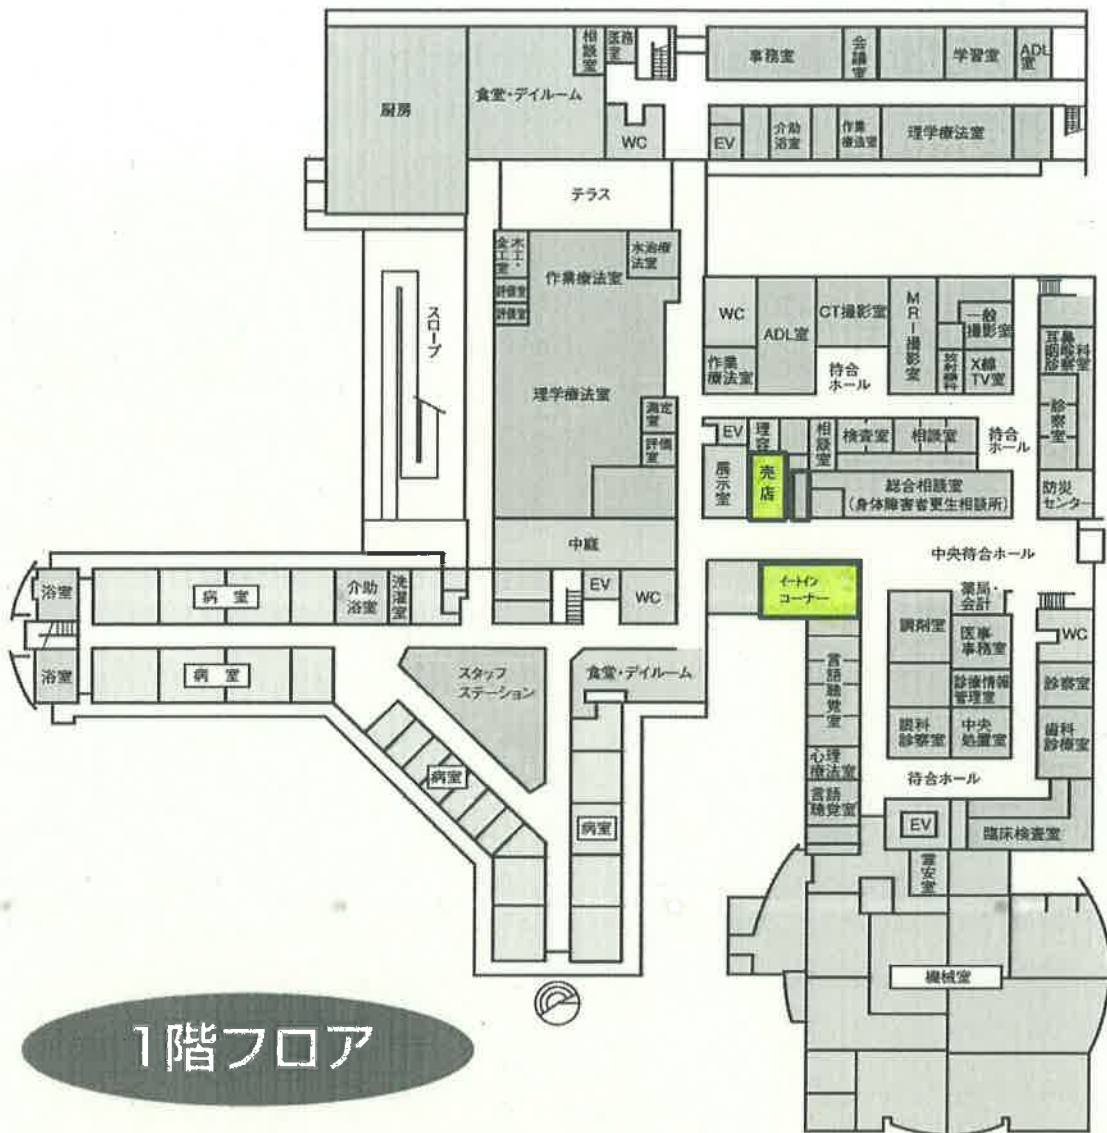 相談室
医務室
事務室
会議室
学習室
ADL室
厨房
食堂・デイルーム
WC
EV
介助浴室
作業療法室
理学療法室
テラス
木工・金工室
水治療法室
作業療法室
評価室
評価室
スロープ
理学療法室
測定室
評価室
WC
ADL室
CT撮影室
MRI撮影室
一般撮影室
作業療法室
待合ホール
X線TV室
耳鼻咽喉科診察室
診察室
EV
理容
相談室
検査室
相談室
待合ホール
展示室
売店
総合相談室
(身体障害者更生相談所)
防災センター
中庭
中央待合ホール
浴室
病室
介助浴室
洗濯室
EV
WC
イートイン
コーナー
薬局・会計
調剤室
医事事務室
WC
浴室
病室
スタッフ
ステーション
食堂・デイルーム
言語聴覚室
診療情報管理室
診察室
眼科診察室
中央処置室
歯科診療室
心理療法室
待合ホール
病室
言語聴覚室
病室
EV
臨床検査室
霊安室
機械室
1階フロア